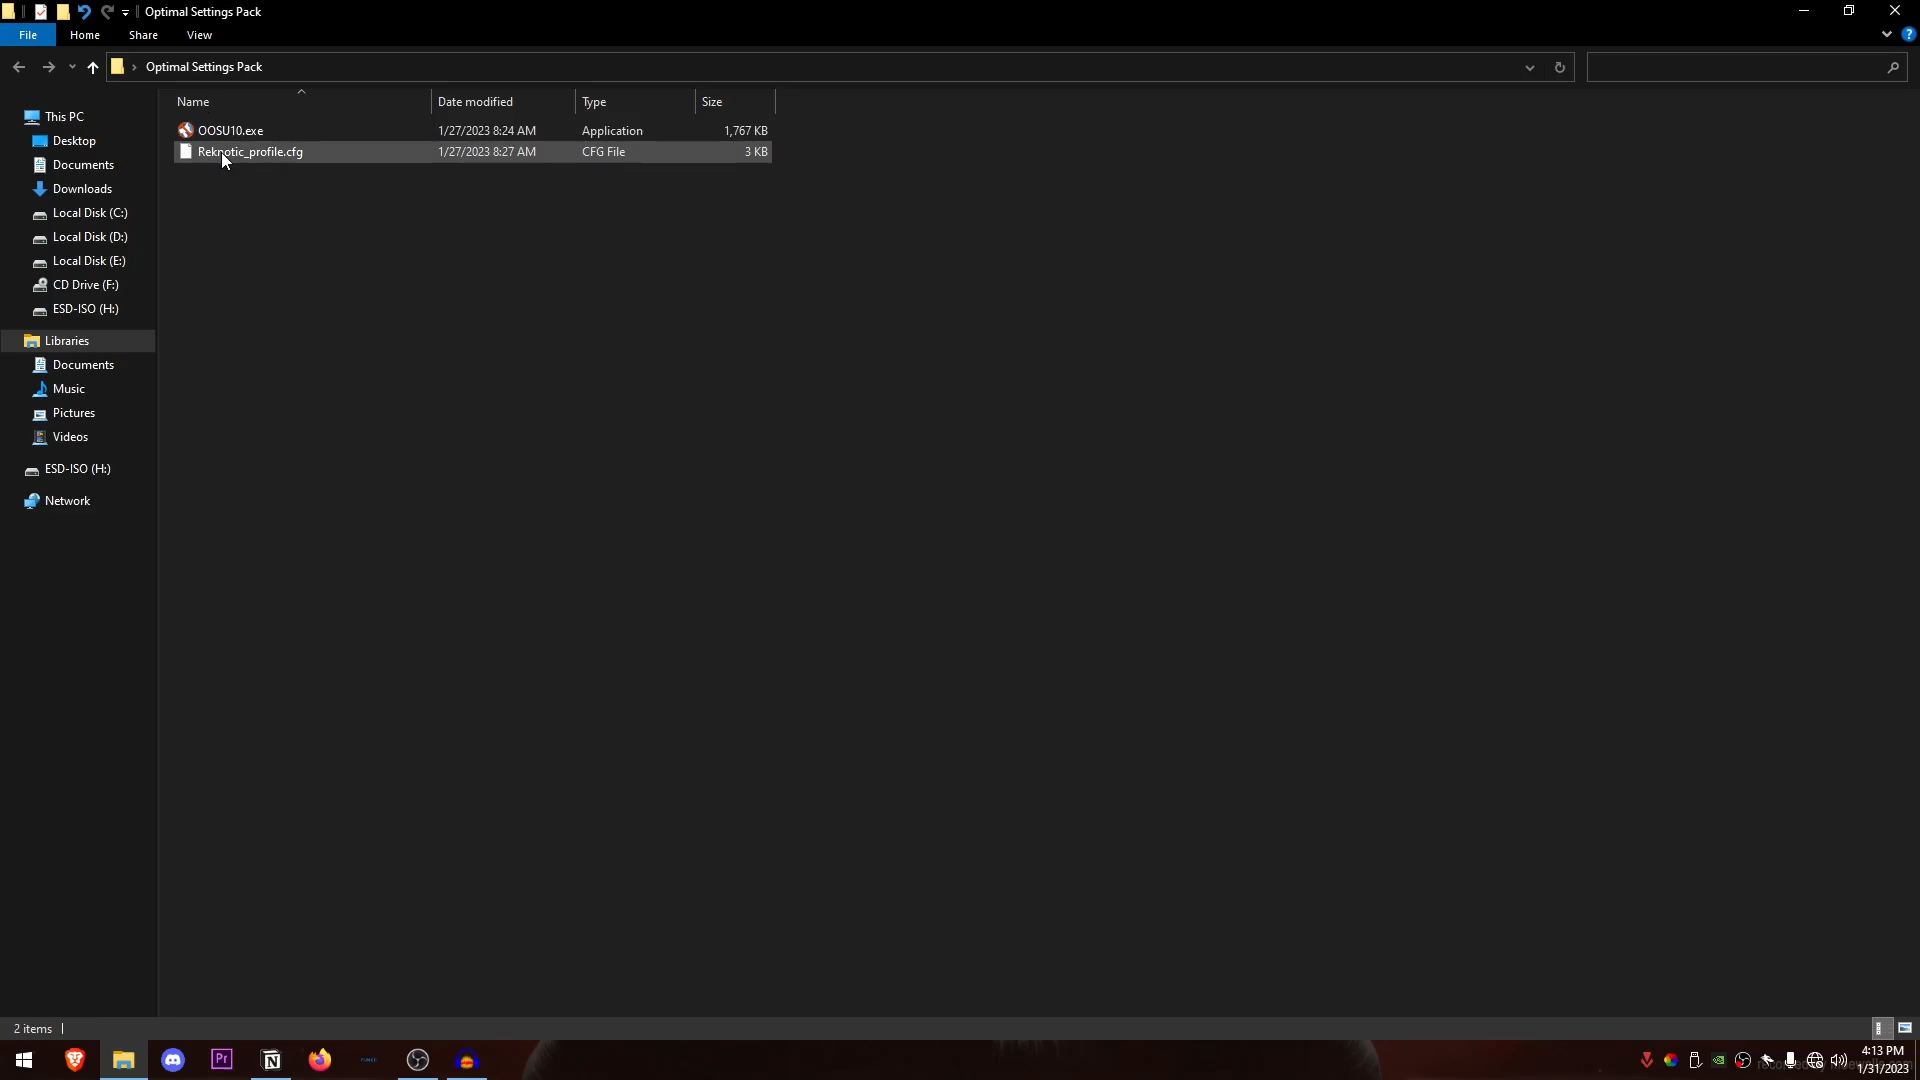 Optimal Settings Pack
File Home Share View
Optimal Settings Pack
Name Date modified Type Size
OOSU10.exe 1/27/2023 8:24 AM Application 1,767 KB
Reknotic_profile.cfg 1/27/2023 8:27 AM CFG File 3 KB
This PC
Desktop
Documents
Downloads
Local Disk (C:)
Local Disk (D:)
Local Disk (E:)
CD Drive (F:)
ESD-ISO (H:)
Libraries
Documents
Music
Pictures
Videos
ESD-ISO (H:)
Network
2 items
Pr
4:13 PM
1/31/2023